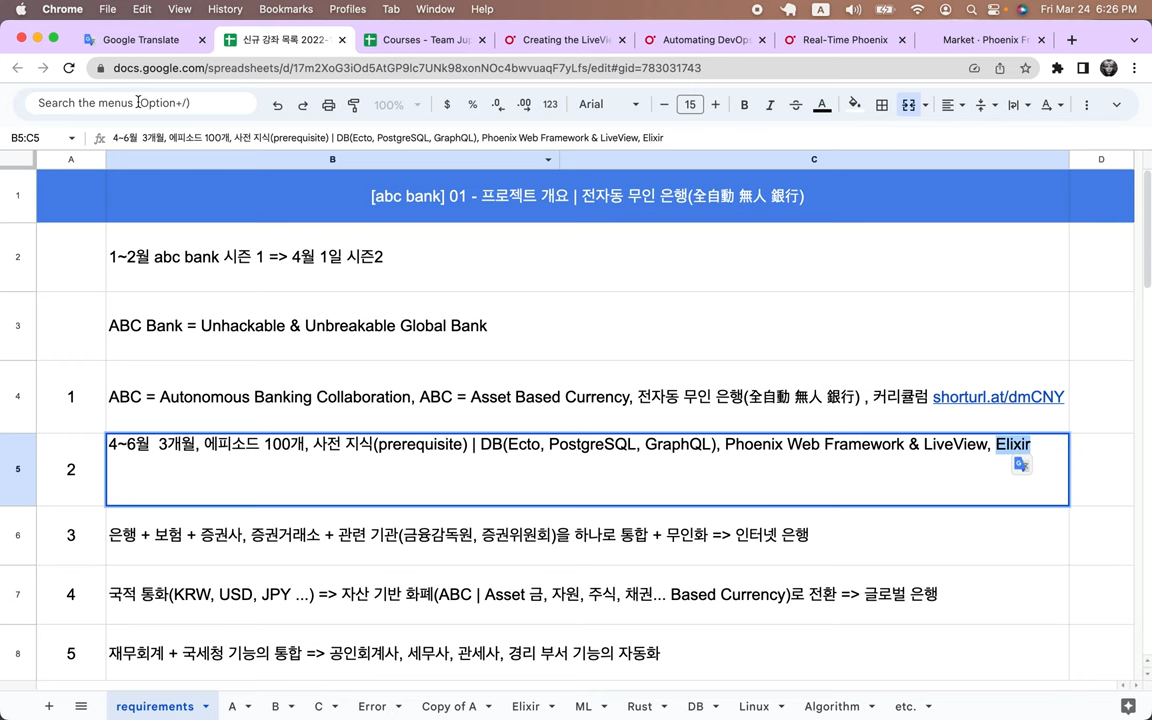 Chrome File Edit View History Bookmarks Profiles Tab Window Help A Fri Mar 24 6:26 PM
Google Translate 신규 강좌 목록 2022- Courses - Team Ju Creating the LiveVi Automating DevOps Real-Time Phoenix Market · Phoenix Fr
docs.google.com/spreadsheets/d/17m2XoG3iOd5AtGP9lc7UNk98xonNOc4bwvuaqF7yLfs/edit#gid=783031743
Search the menus (Option+/) 100% $ % .0 .00 123 Arial 15 B I A
B5:C5 fx 4~6월 3개월, 에피소드 100개, 사전 지식(prerequisite) | DB(Ecto, PostgreSQL, GraphQL), Phoenix Web Framework & LiveView, Elixir
A B C D
1 [abc bank] 01 - 프로젝트 개요 | 전자동 무인 은행(全自動 無人 銀行)
2 1~2월 abc bank 시즌 1 => 4월 1일 시즌2
3 ABC Bank = Unhackable & Unbreakable Global Bank
4 1 ABC = Autonomous Banking Collaboration, ABC = Asset Based Currency, 전자동 무인 은행(全自動 無人 銀行) , 커리큘럼 shorturl.at/dmCNY
5 2 4~6월 3개월, 에피소드 100개, 사전 지식(prerequisite) | DB(Ecto, PostgreSQL, GraphQL), Phoenix Web Framework & LiveView, Elixir
6 3 은행 + 보험 + 증권사, 증권거래소 + 관련 기관(금융감독원, 증권위원회)을 하나로 통합 + 무인화 => 인터넷 은행
7 4 국적 통화(KRW, USD, JPY ...) => 자산 기반 화폐(ABC | Asset 금, 자원, 주식, 채권... Based Currency)로 전환 => 글로벌 은행
8 5 재무회계 + 국세청 기능의 통합 => 공인회계사, 세무사, 관세사, 경리 부서 기능의 자동화
requirements A B C Error Copy of A Elixir ML Rust DB Linux Algorithm etc.